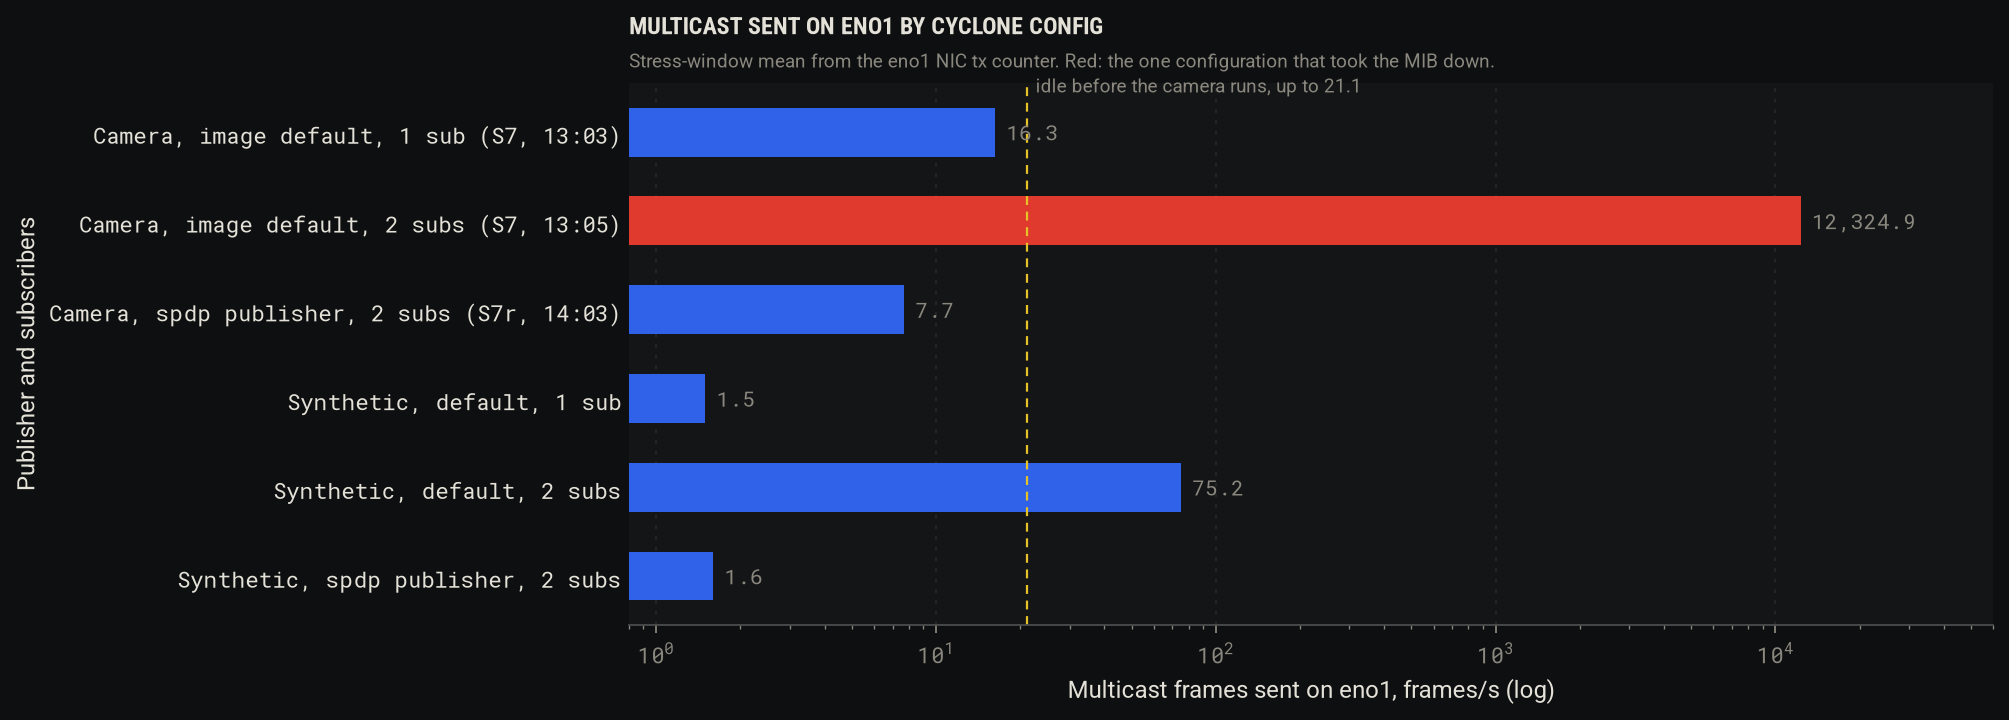 MULTICAST SENT ON ENO1 BY CYCLONE CONFIG
Stress-window mean from the eno1 NIC tx counter. Red: the one configuration that took the MIB down.
idle before the camera runs, up to 21.1
Publisher and subscribers
Camera, image default, 1 sub (S7, 13:03)
16.3
Camera, image default, 2 subs (S7, 13:05)
12,324.9
Camera, spdp publisher, 2 subs (S7r, 14:03)
7.7
Synthetic, default, 1 sub
1.5
Synthetic, default, 2 subs
75.2
Synthetic, spdp publisher, 2 subs
1.6
10⁰ 10¹ 10² 10³ 10⁴
Multicast frames sent on eno1, frames/s (log)